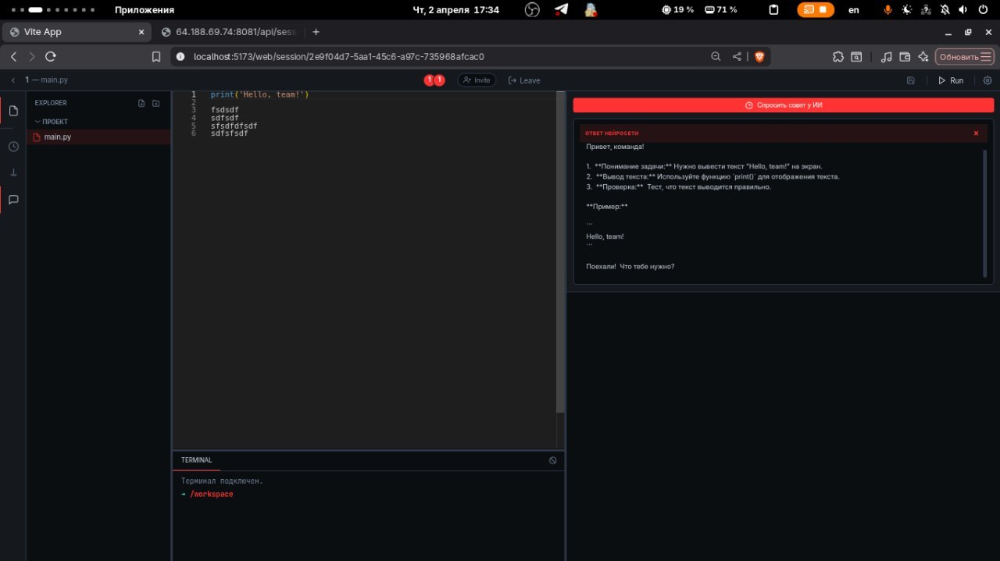 Приложения
Чт, 2 апреля 17:34
19 %
71 %
en
Vite App
64.188.69.74:8081/api/sess
localhost:5173/web/session/2e9f04d7-5aa1-45c6-a97c-735968afcac0
Обновить
1 — main.py
1 1
Invite
Leave
Run
EXPLORER
ПРОЕКТ
main.py
1 print('Hello, team!')
2
3 fsdsdf
4 sdfsdf
5 sfsdfdfsdf
6 sdfsfsdf
TERMINAL
Терминал подключен.
→ /workspace
Спросить совет у ИИ
ОТВЕТ НЕЙРОСЕТИ
Привет, команда!
1. **Понимание задачи:** Нужно вывести текст "Hello, team!" на экран.
2. **Вывод текста:** Используйте функцию `print()` для отображения текста.
3. **Проверка:** Тест, что текст выводится правильно.
**Пример:**
```
Hello, team!
```
Поехали! Что тебе нужно?